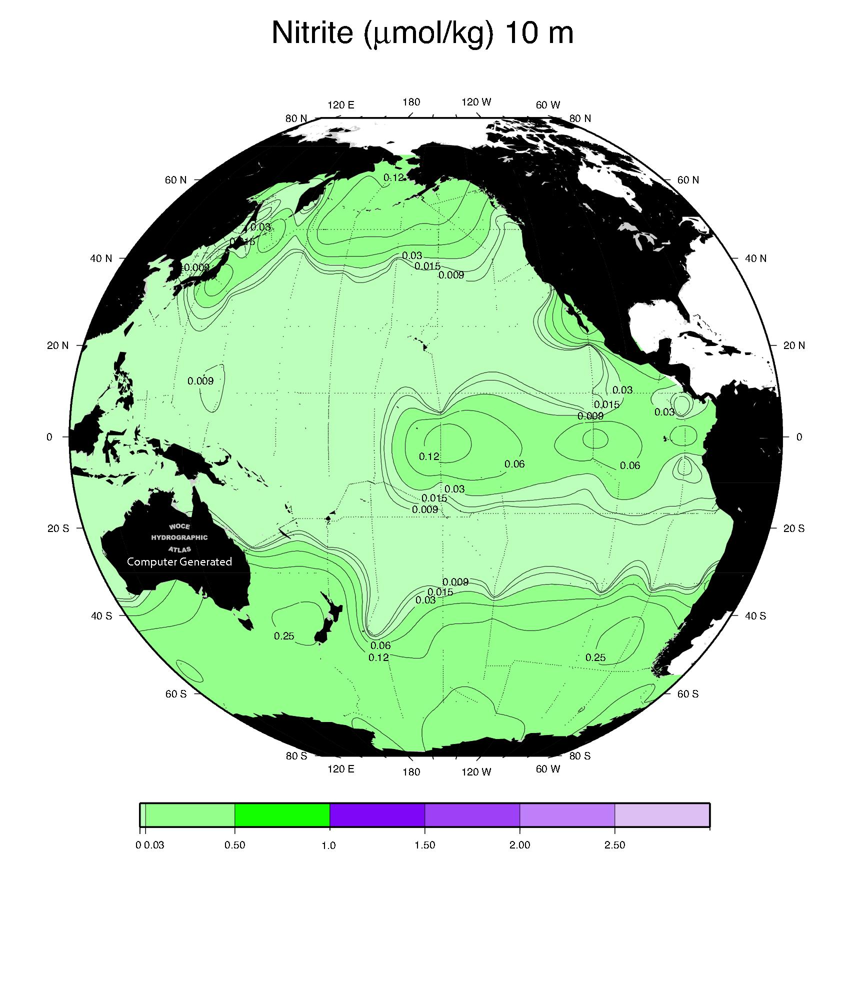 Nitrite (μmol/kg) 10 m
120 E 180 120 W 60 W
80 N 80 N
60 N 0.12 60 N
0.03
0.015
40 N 0.03 40 N
0.009 0.015
0.009
20 N 20 N
0.009 0.03
0.015
0.03
0.009
0 0
0.12
0.06 0.06
0.03
0.015
0.009
20 S WOCE 20 S
HYDROGRAPHIC
ATLAS
Computer Generated
0.009
0.015
0.03
40 S 40 S
0.25
0.06
0.12 0.25
60 S 60 S
80 S 80 S
120 E 180 120 W 60 W
0 0.03 0.50 1.0 1.50 2.00 2.50